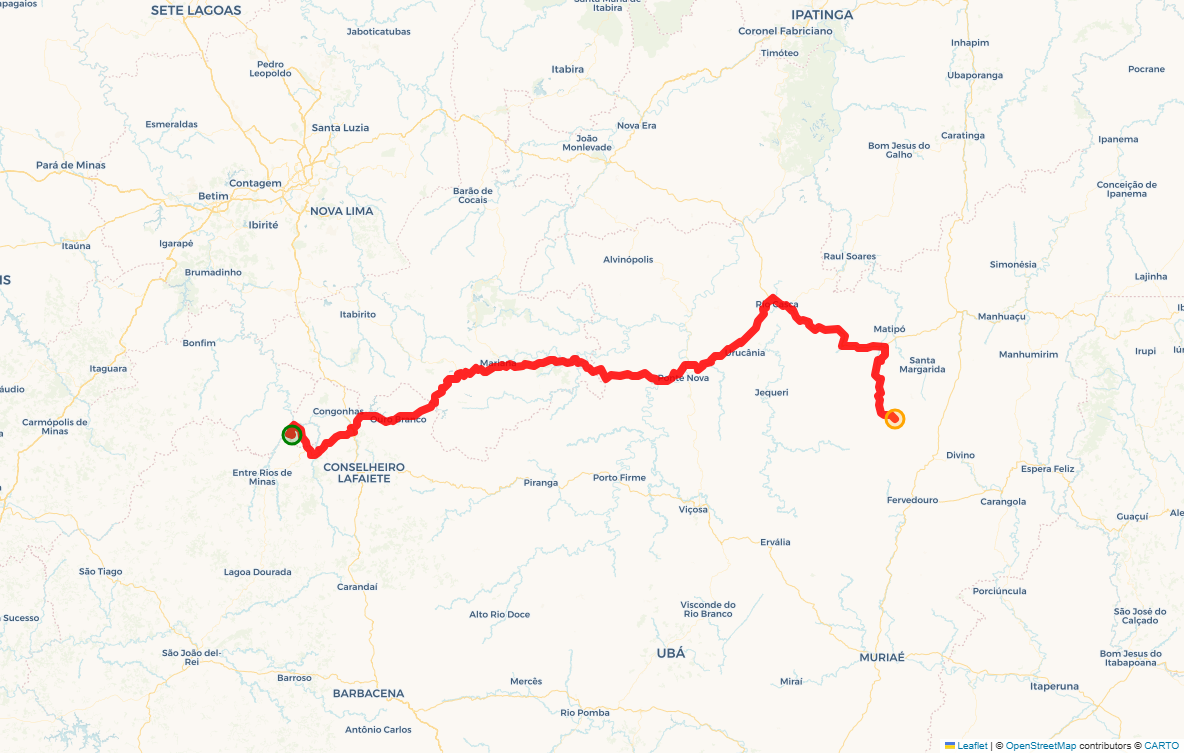 apagaios
SETE LAGOAS
Santa Maria de
Itabira
IPATINGA
Jaboticatubas
Coronel Fabriciano
Timóteo
Inhapim
Pedro
Leopoldo
Itabira
Ubaporanga
Pocrane
Esmeraldas
Santa Luzia
Nova Era
João
Monlevade
Caratinga
Ipanema
Bom Jesus do
Galho
Pará de Minas
Contagem
Betim
Barão de
Cocais
Conceição de
Ipanema
NOVA LIMA
Ibirité
Itaúna
Igarapé
Alvinópolis
Raul Soares
Simonésia
Brumadinho
Lajinha
IS
Itabirito
Manhuaçu
Matipó
Bonfim
Manhumirim
Irupi
Itaguara
Santa
Margarida
Urucânia
Ponte Nova
Jequeri
áudio
Carmópolis de
Minas
Congonhas
Ouro Branco
Divino
CONSELHEIRO
LAFAIETE
Entre Rios de
Minas
Piranga
Porto Firme
Espera Feliz
Viçosa
Fervedouro
Carangola
Guaçuí
Ale
Ervália
São Tiago
Lagoa Dourada
Carandaí
Porciúncula
Sucesso
Alto Rio Doce
Visconde do
Rio Branco
São José do
Calçado
São João del-
Rei
UBÁ
MURIAÉ
Bom Jesus do
Itabapoana
Barroso
BARBACENA
Mercês
Miraí
Itaperuna
Rio Pomba
Antônio Carlos
Leaflet | © OpenStreetMap contributors © CARTO